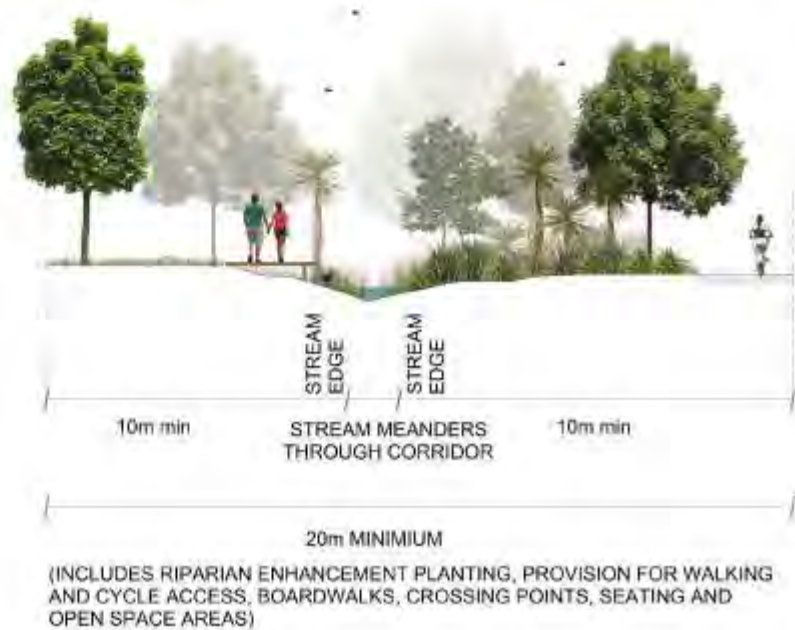 STREAM
EDGE
STREAM
EDGE
10m min
STREAM MEANDERS
THROUGH CORRIDOR
10m min
20m MINIMIUM
(INCLUDES RIPARIAN ENHANCEMENT PLANTING, PROVISION FOR WALKING
AND CYCLE ACCESS, BOARDWALKS, CROSSING POINTS, SEATING AND
OPEN SPACE AREAS)